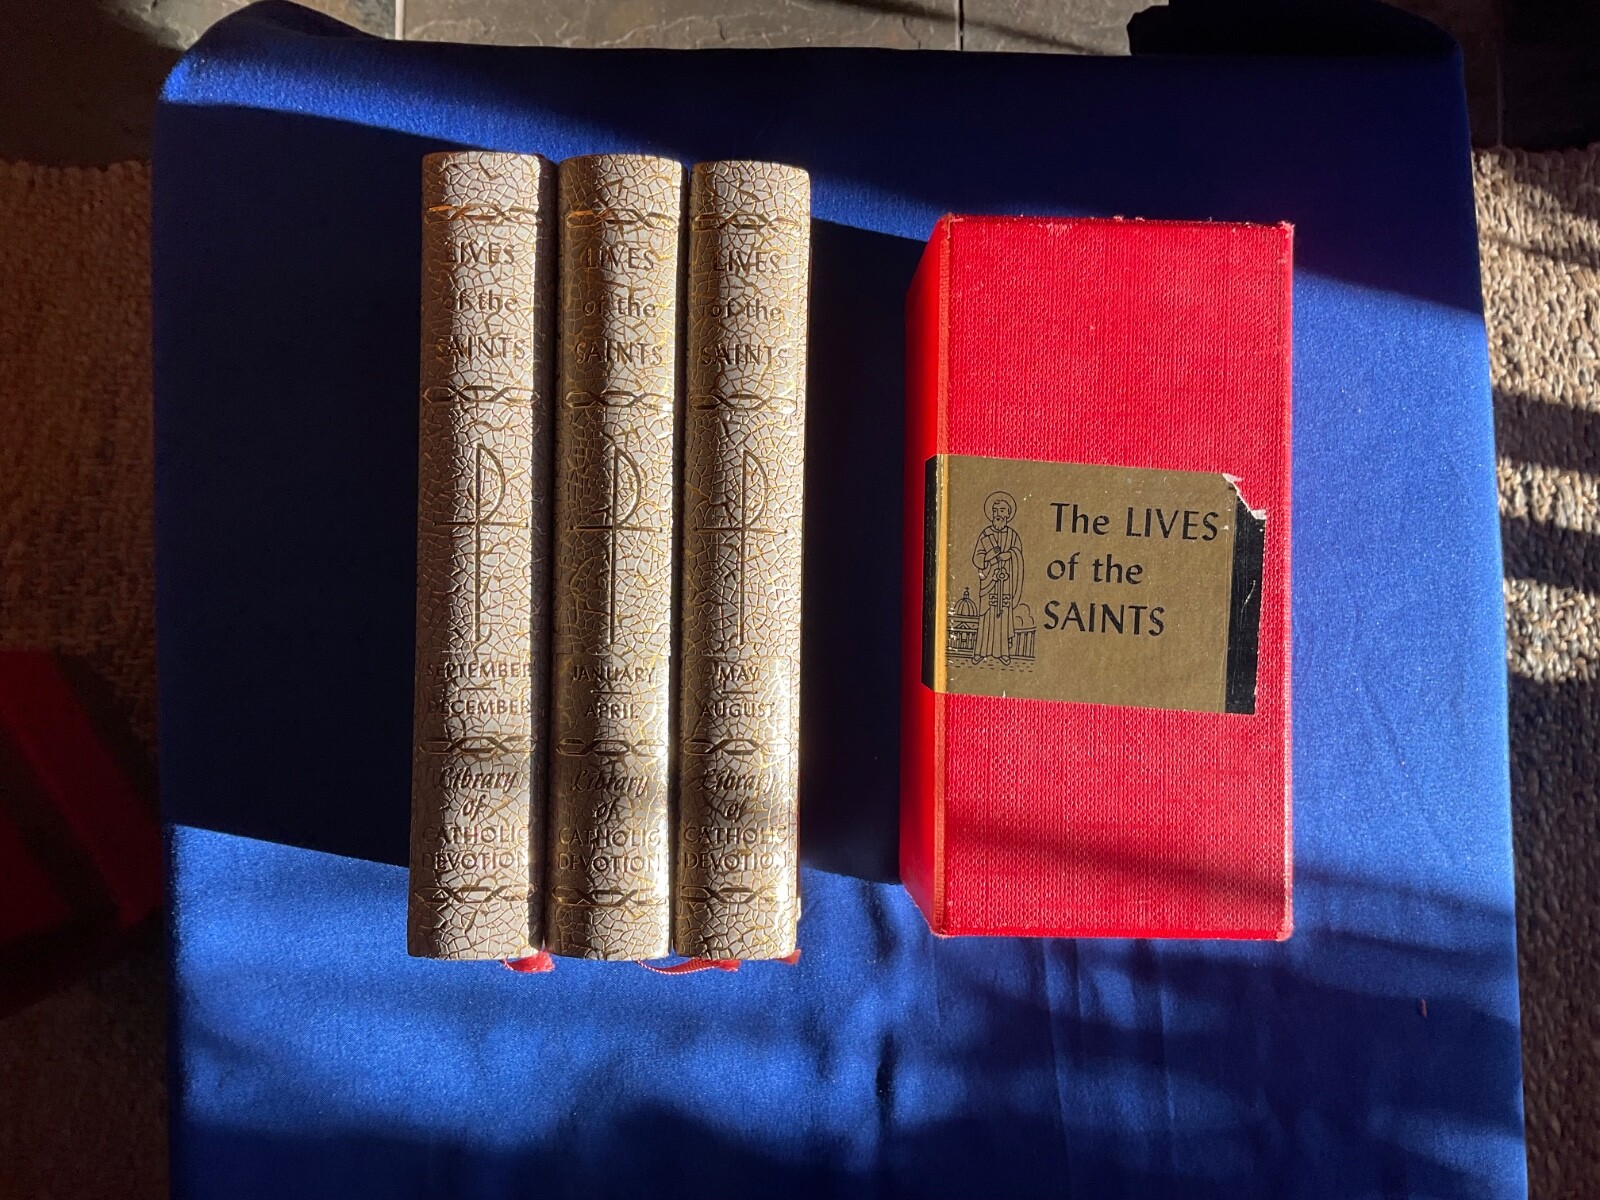 LIVES
of the
SAINTS
SEPTEMBER
DECEMBER
Library
of
CATHOLIC
DEVOTION
LIVES
of the
SAINTS
JANUARY
APRIL
Library
of
CATHOLIC
DEVOTION
LIVES
of the
SAINTS
MAY
AUGUST
Library
of
CATHOLIC
DEVOTION
The LIVES
of the
SAINTS